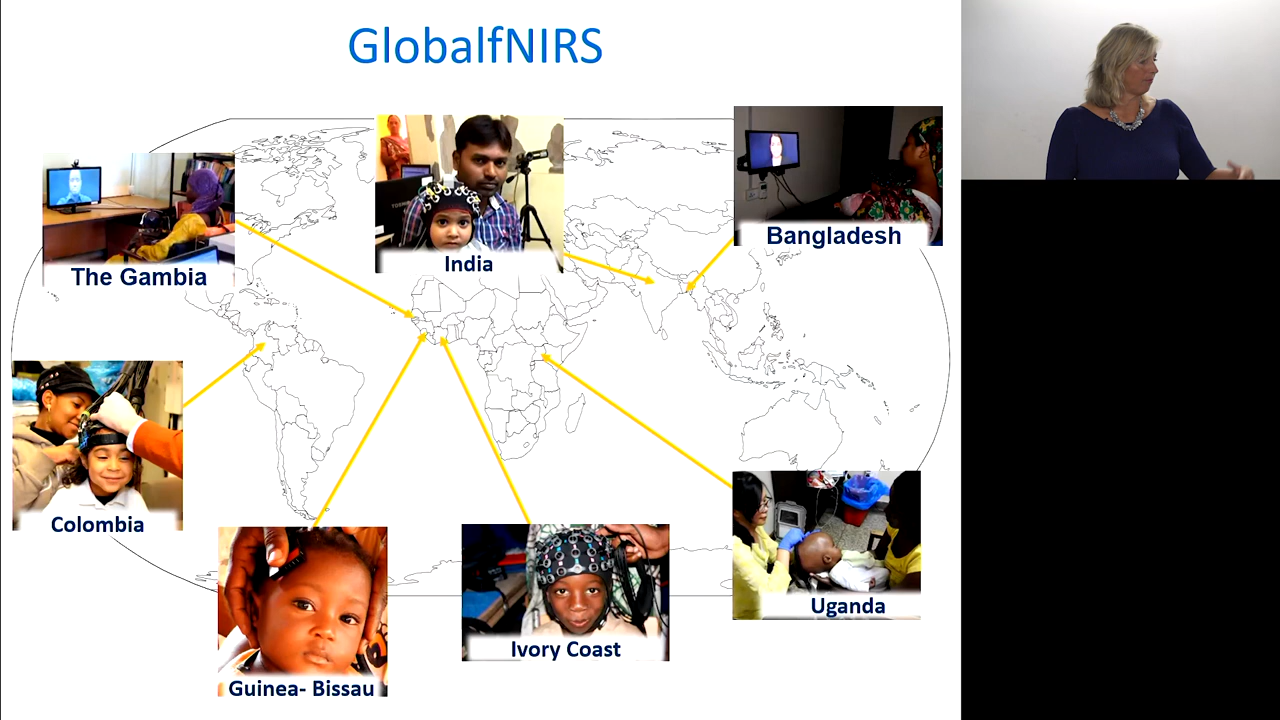 GlobalfNIRS
The Gambia
India
Bangladesh
Colombia
Guinea- Bissau
Ivory Coast
Uganda